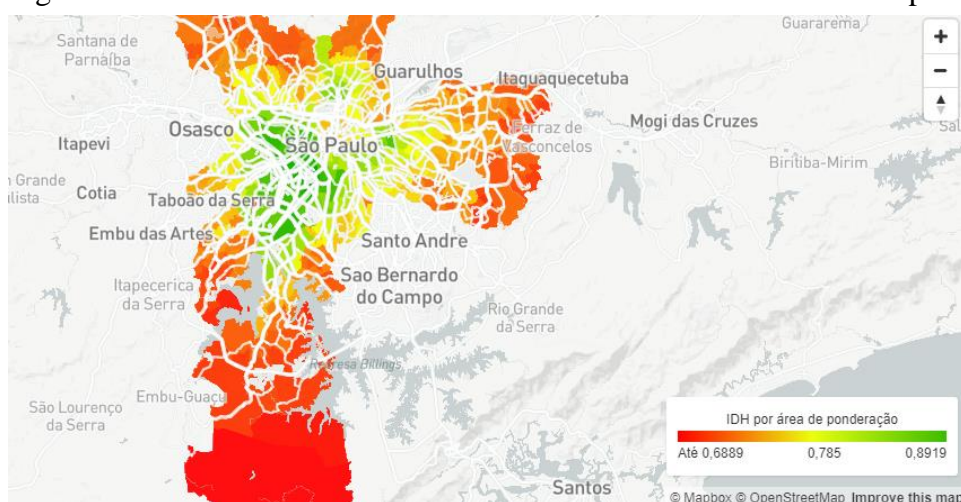 Santana de
Parnaíba
Guararema
Guarulhos
Itaquaquecetuba
Osasco
São Paulo
Ferraz de
Vasconcelos
Mogi das Cruzes
Itapevi
Biritiba-Mirim
Sal
Grande
ulista
Cotia
Taboão da Serra
Embu das Artes
Santo Andre
Itapecerica
da Serra
Sao Bernardo
do Campo
Rio Grande
da Serra
Represa Billings
Embu-Guaçu
São Lourenço
da Serra
Santos
+
−
IDH por área de ponderação
Até 0,6889 0,785 0,8919
© Mapbox © OpenStreetMap Improve this map